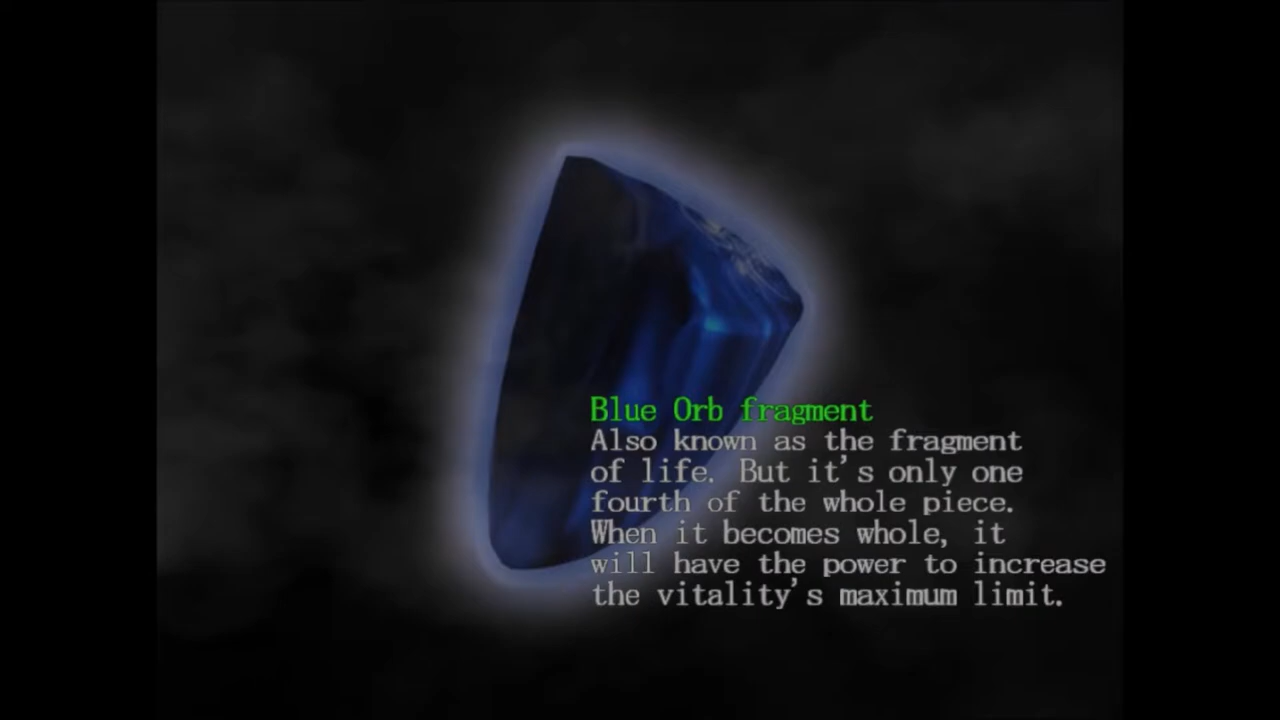 Blue Orb fragment
Also known as the fragment
of life. But it's only one
fourth of the whole piece.
When it becomes whole, it
will have the power to increase
the vitality's maximum limit.